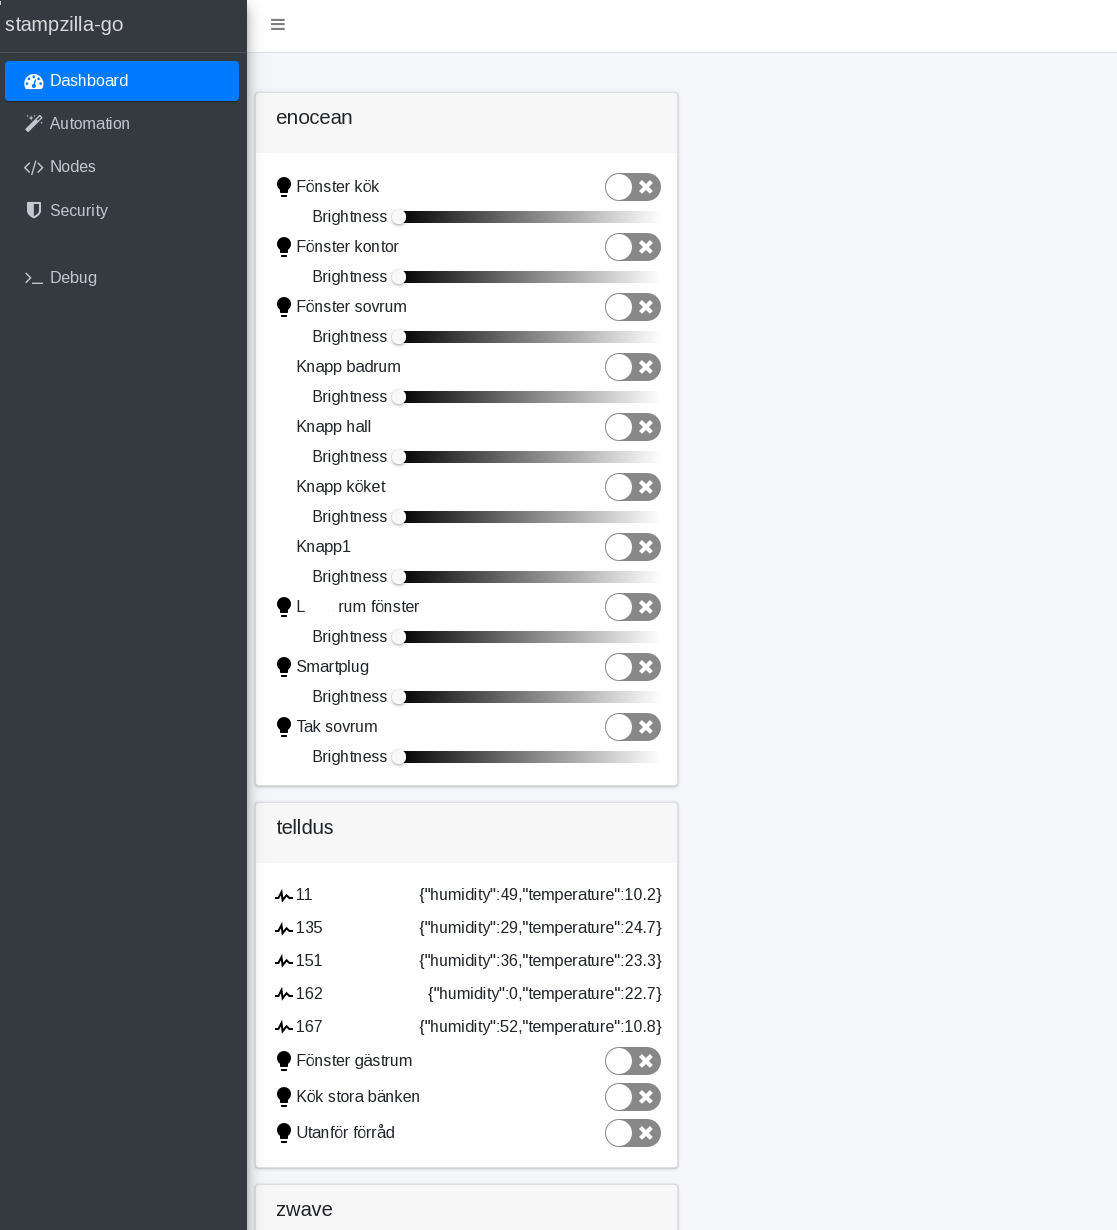 stampzilla-go
Dashboard
Automation
Nodes
Security
Debug
enocean
Fönster kök
Brightness
Fönster kontor
Brightness
Fönster sovrum
Brightness
Knapp badrum
Brightness
Knapp hall
Brightness
Knapp köket
Brightness
Knapp1
Brightness
L rum fönster
Brightness
Smartplug
Brightness
Tak sovrum
Brightness
telldus
11 {"humidity":49,"temperature":10.2}
135 {"humidity":29,"temperature":24.7}
151 {"humidity":36,"temperature":23.3}
162 {"humidity":0,"temperature":22.7}
167 {"humidity":52,"temperature":10.8}
Fönster gästrum
Kök stora bänken
Utanför förråd
zwave